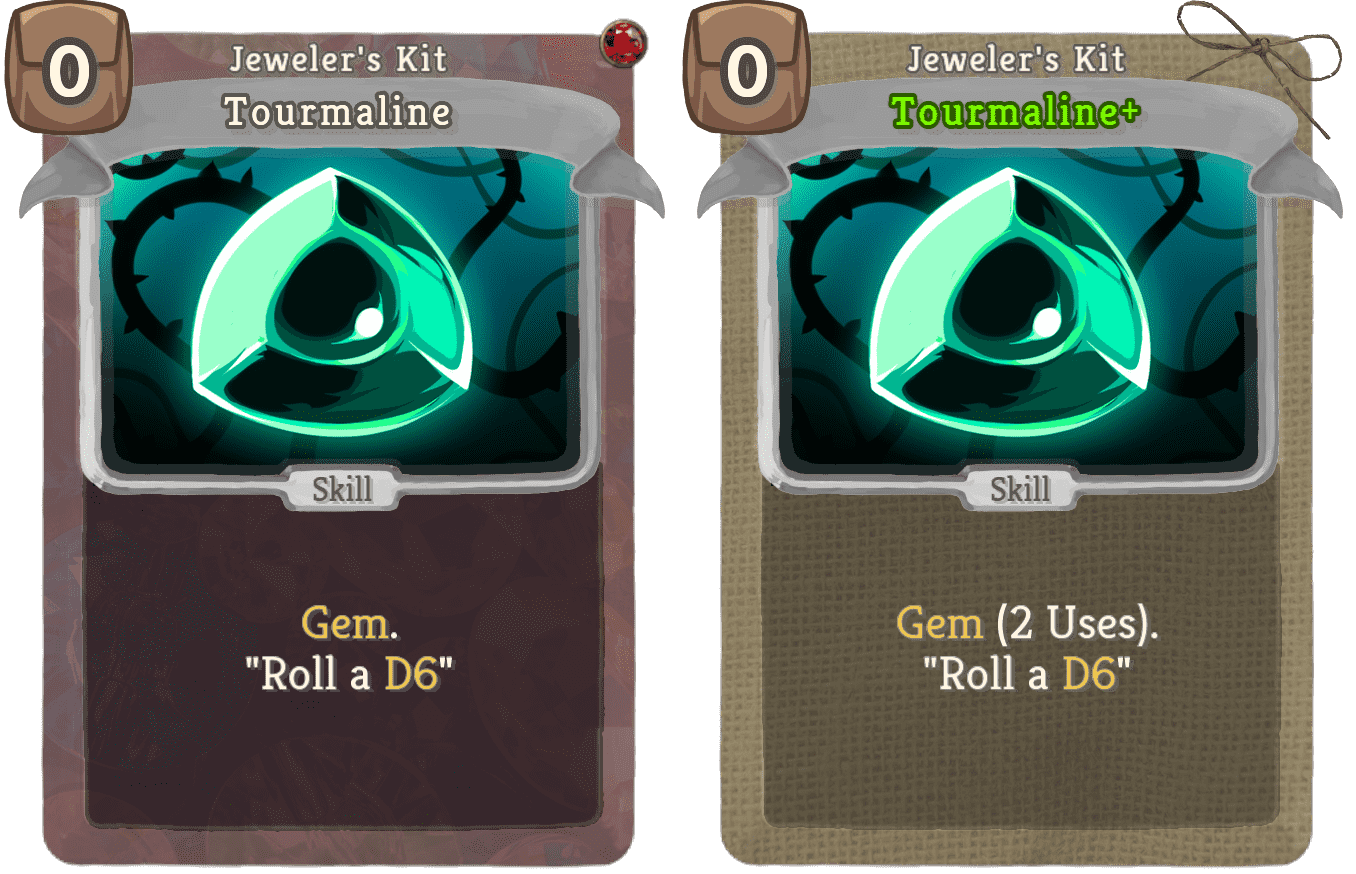 0
Jeweler's Kit
Tourmaline
Skill
Gem.
"Roll a D6"
0
Jeweler's Kit
Tourmaline+
Skill
Gem (2 Uses).
"Roll a D6"